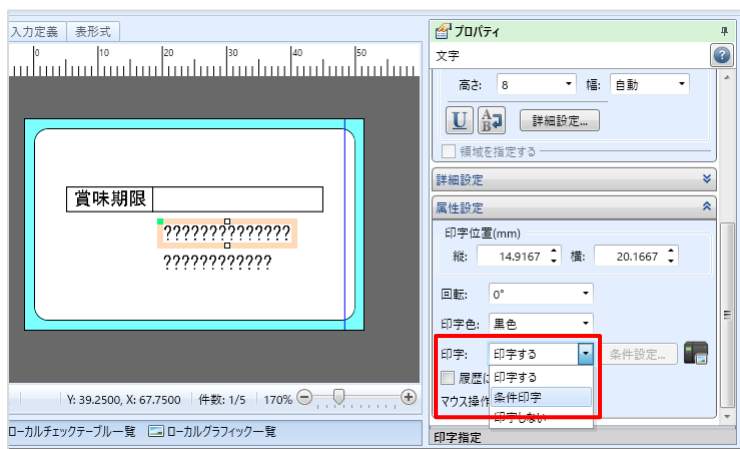 入力定義 表形式
0 10 20 30 40 50
賞味期限
??????????????
????????????
Y: 39.2500, X: 67.7500 件数: 1/5 170%
ローカルチェックテーブル一覧 ローカルグラフィック一覧
プロパティ
文字
高さ: 8 幅: 自動
U A B 詳細設定...
領域を指定する
詳細設定
属性設定
印字位置(mm)
縦: 14.9167 横: 20.1667
回転: 0°
印字色: 黒色
印字: 印字する 条件設定...
履歴に 印字する
マウス操作 条件印字
印字しない
印字指定